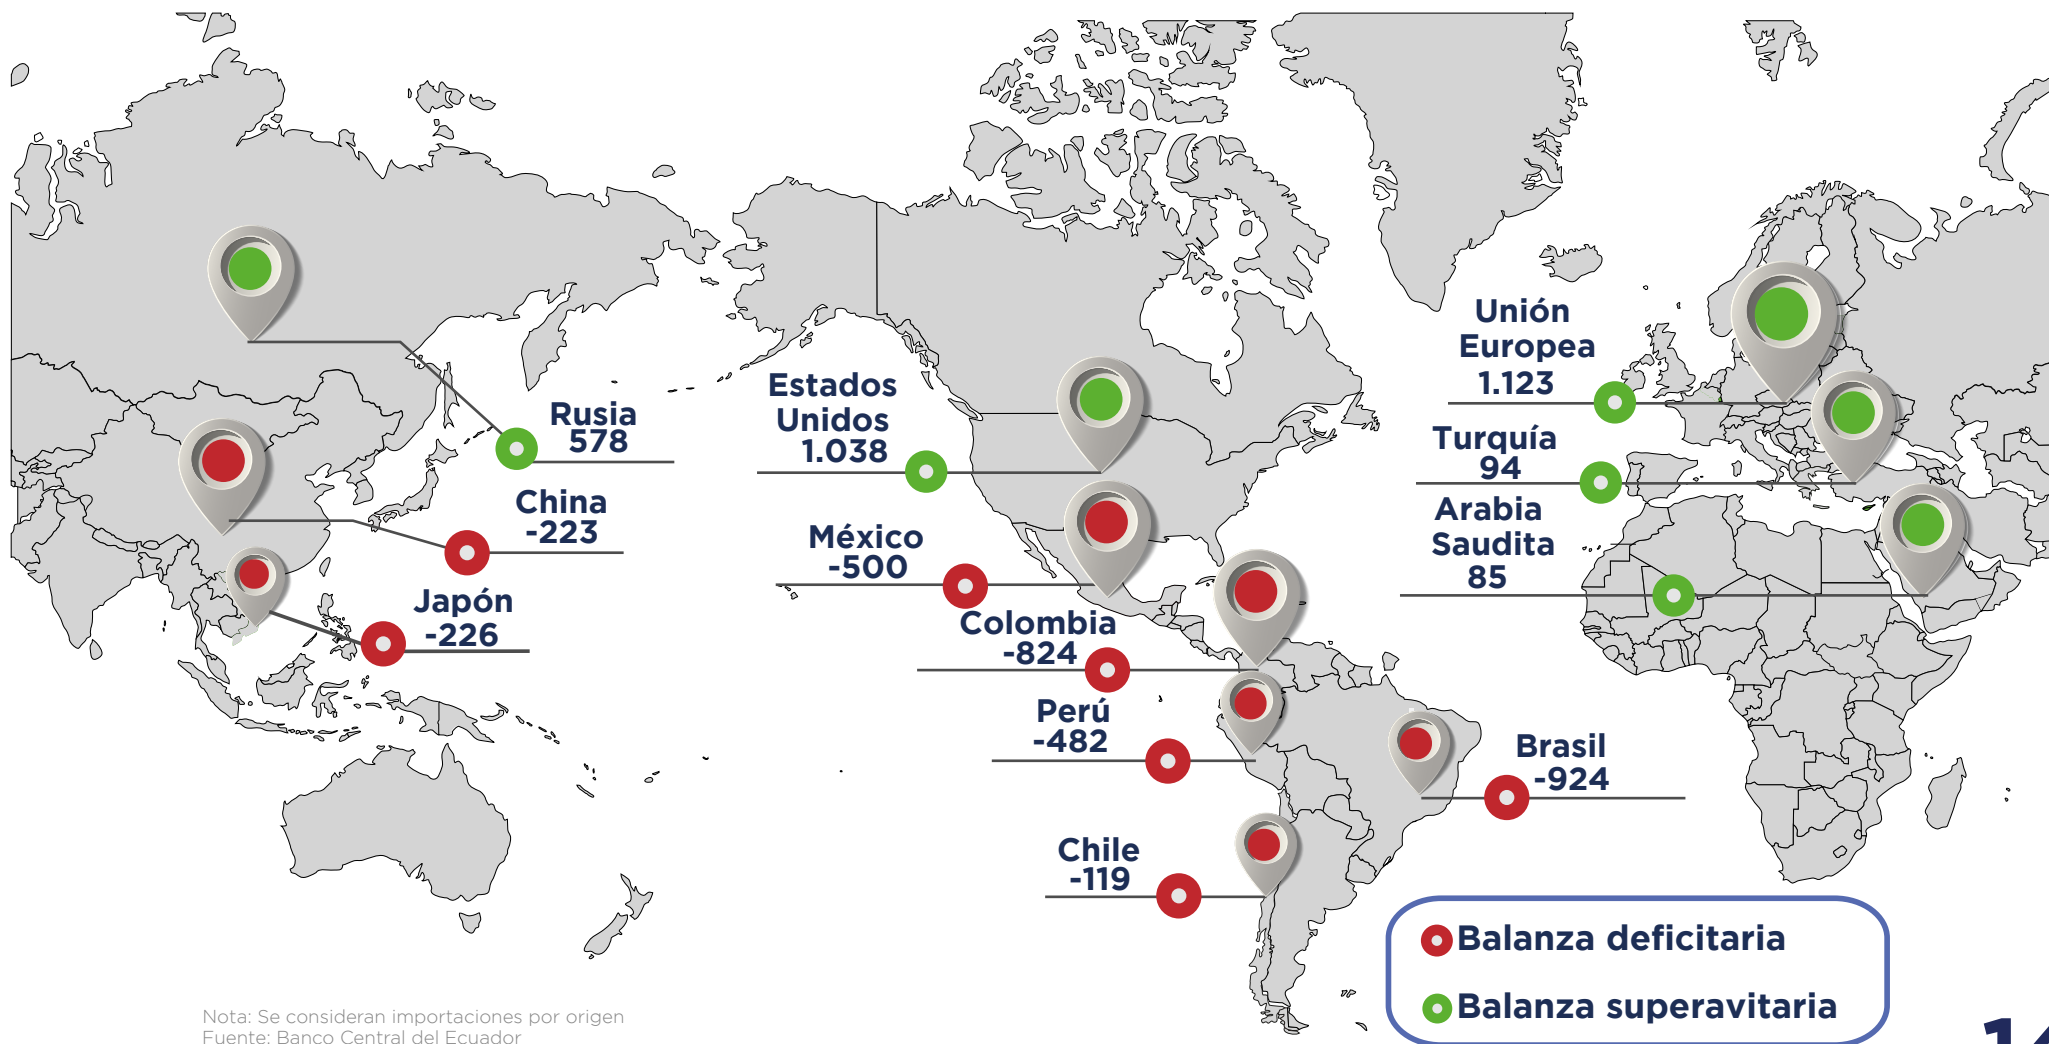 Rusia
578
China
-223
Japón
-226
Estados
Unidos
1.038
México
-500
Colombia
-824
Perú
-482
Chile
-119
Brasil
-924
Unión
Europea
1.123
Turquía
94
Arabia
Saudita
85
Balanza deficitaria
Balanza superavitaria
Nota: Se consideran importaciones por origen
Fuente: Banco Central del Ecuador